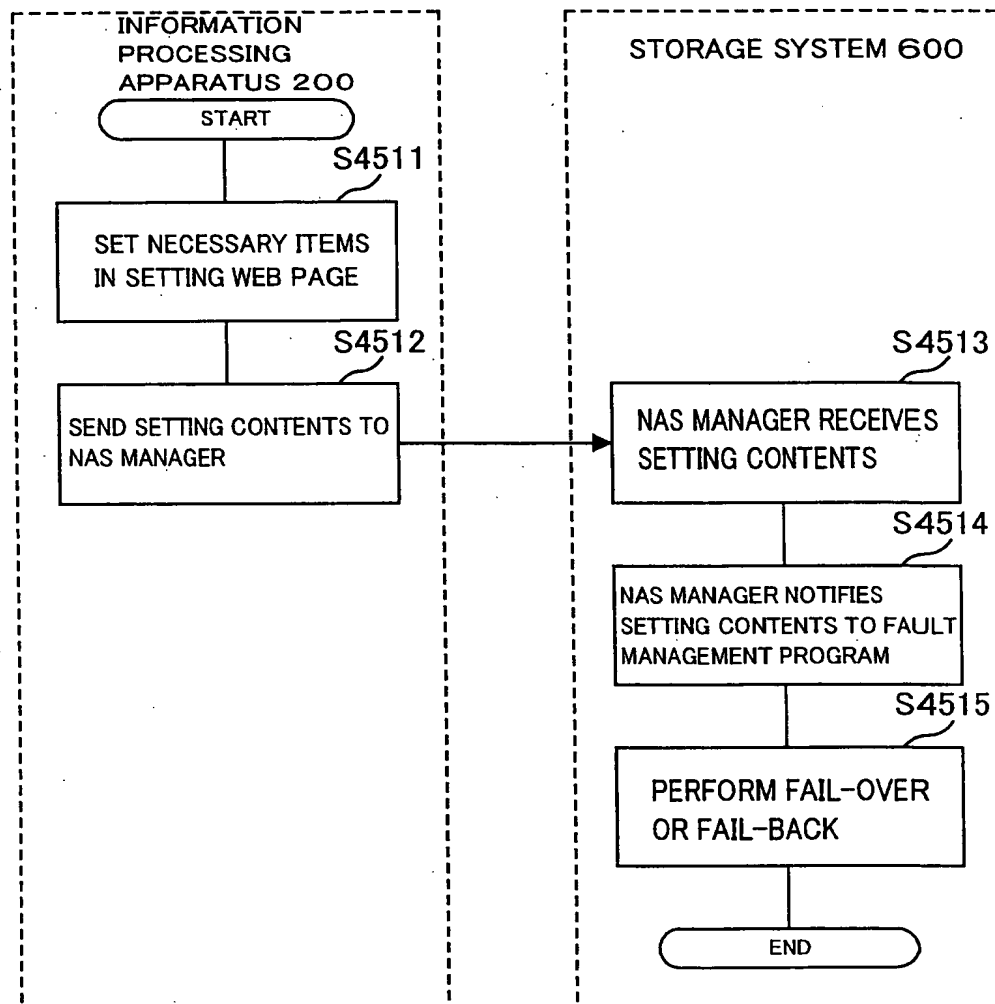 INFORMATION
PROCESSING
APPARATUS 200
START
S4511
SET NECESSARY ITEMS
IN SETTING WEB PAGE
S4512
SEND SETTING CONTENTS TO
NAS MANAGER
STORAGE SYSTEM 600
S4513
NAS MANAGER RECEIVES
SETTING CONTENTS
S4514
NAS MANAGER NOTIFIES
SETTING CONTENTS TO FAULT
MANAGEMENT PROGRAM
S4515
PERFORM FAIL-OVER
OR FAIL-BACK
END